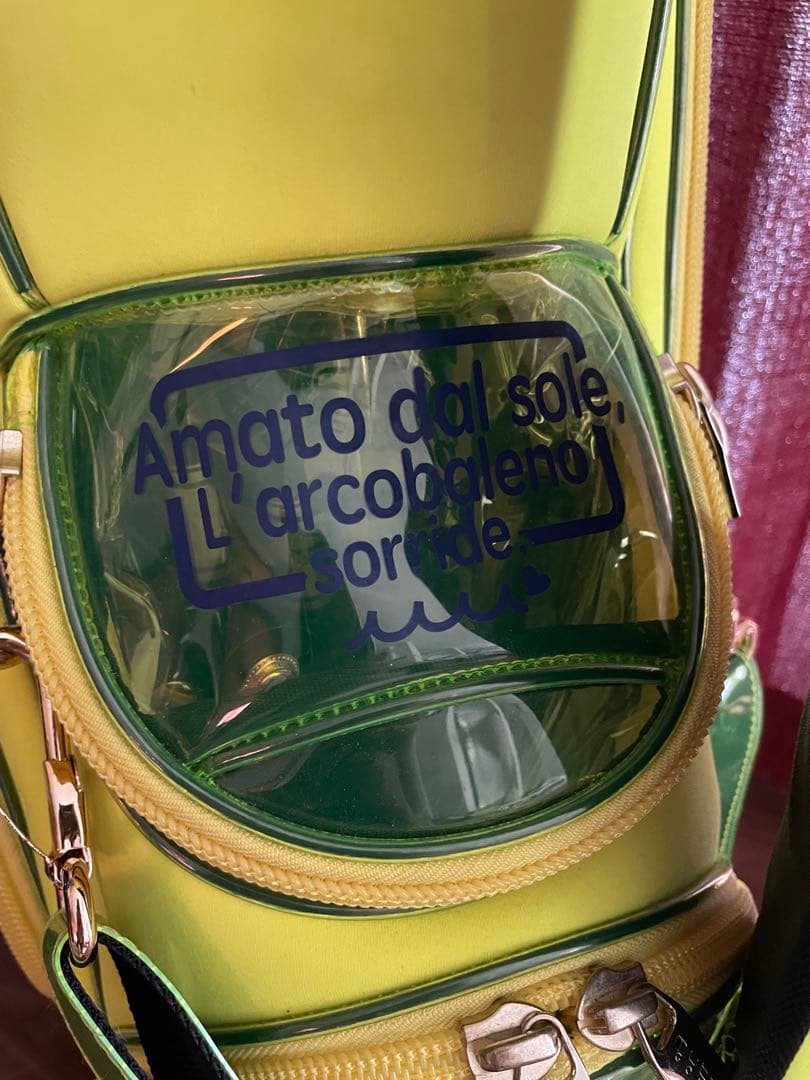 Amato dal sole,
L'arcobaleno
sorride.